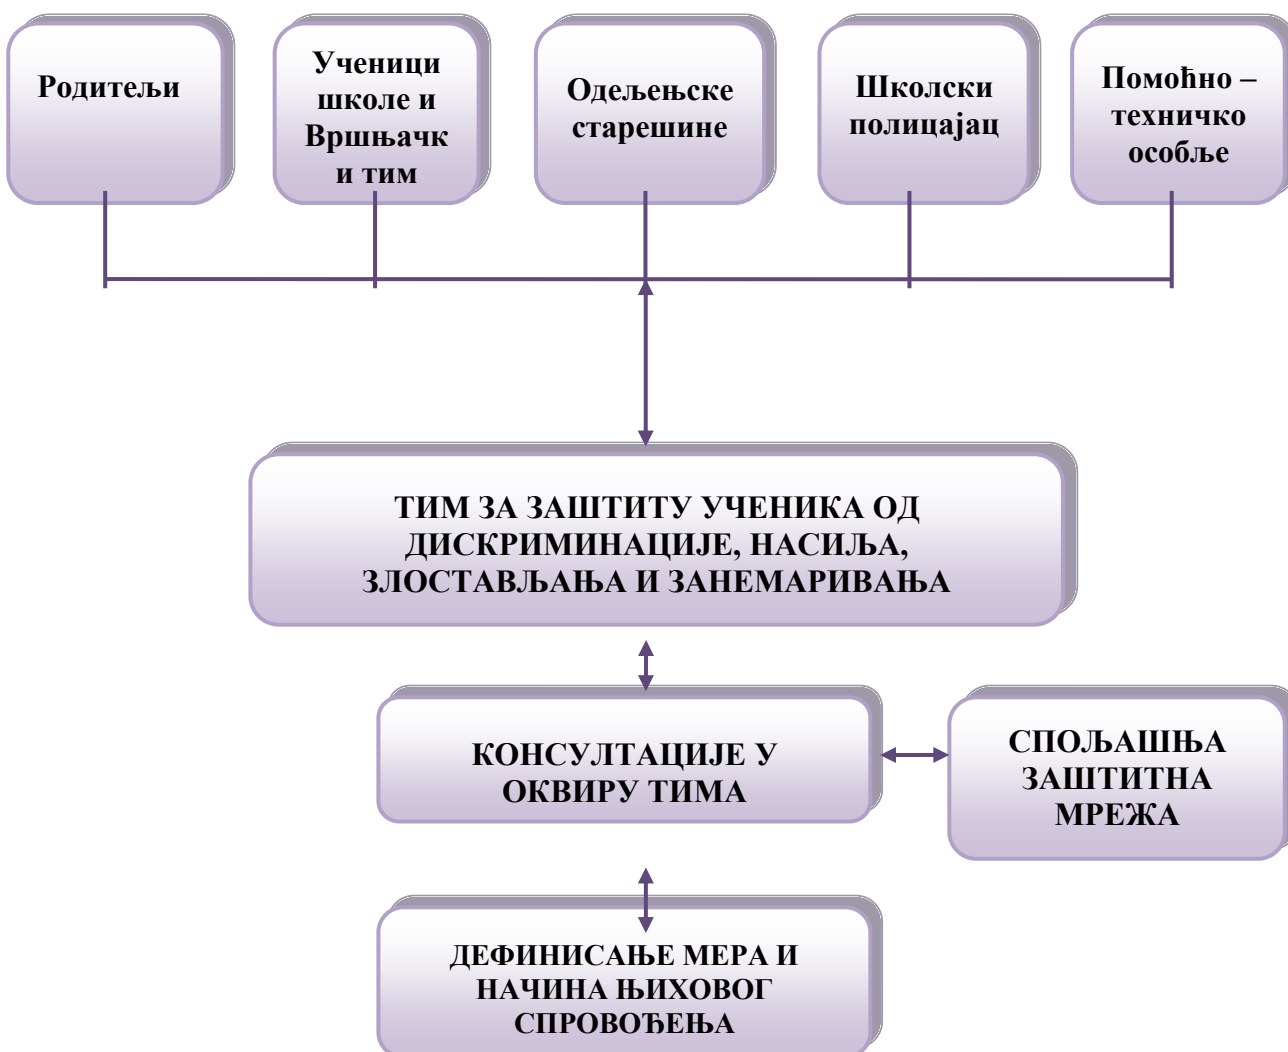 Родитељи
Ученици
школе и
Вршњачк
и тим
Одељенске
старешине
Школски
полицајац
Помоћно –
техничко
особље
ТИМ ЗА ЗАШТИТУ УЧЕНИКА ОД
ДИСКРИМИНАЦИЈЕ, НАСИЉА,
ЗЛОСТАВЉАЊА И ЗАНЕМАРИВАЊА
КОНСУЛТАЦИЈЕ У
ОКВИРУ ТИМА
СПОЉАШЊА
ЗАШТИТНА
МРЕЖА
ДЕФИНИСАЊЕ МЕРА И
НАЧИНА ЊИХОВОГ
СПРОВОЂЕЊА